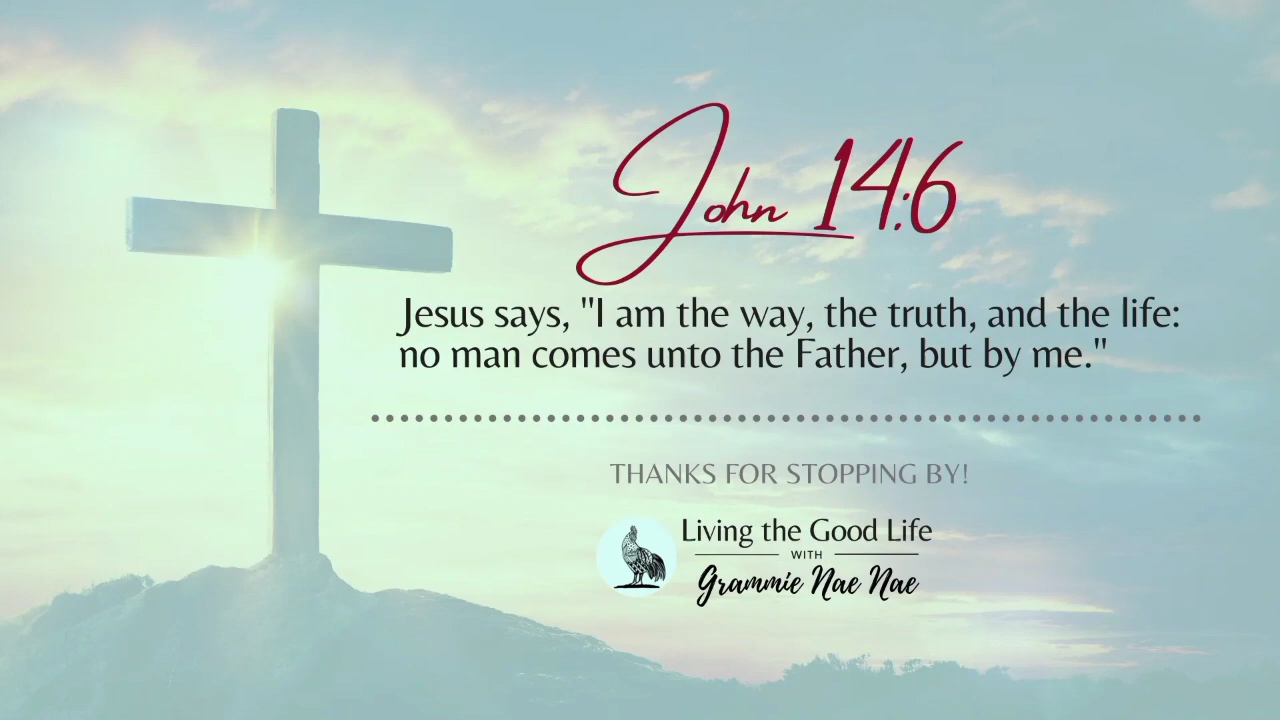 John 14:6
Jesus says, "I am the way, the truth, and the life:
no man comes unto the Father, but by me."
THANKS FOR STOPPING BY!
Living the Good Life
WITH
Grammie Nae Nae